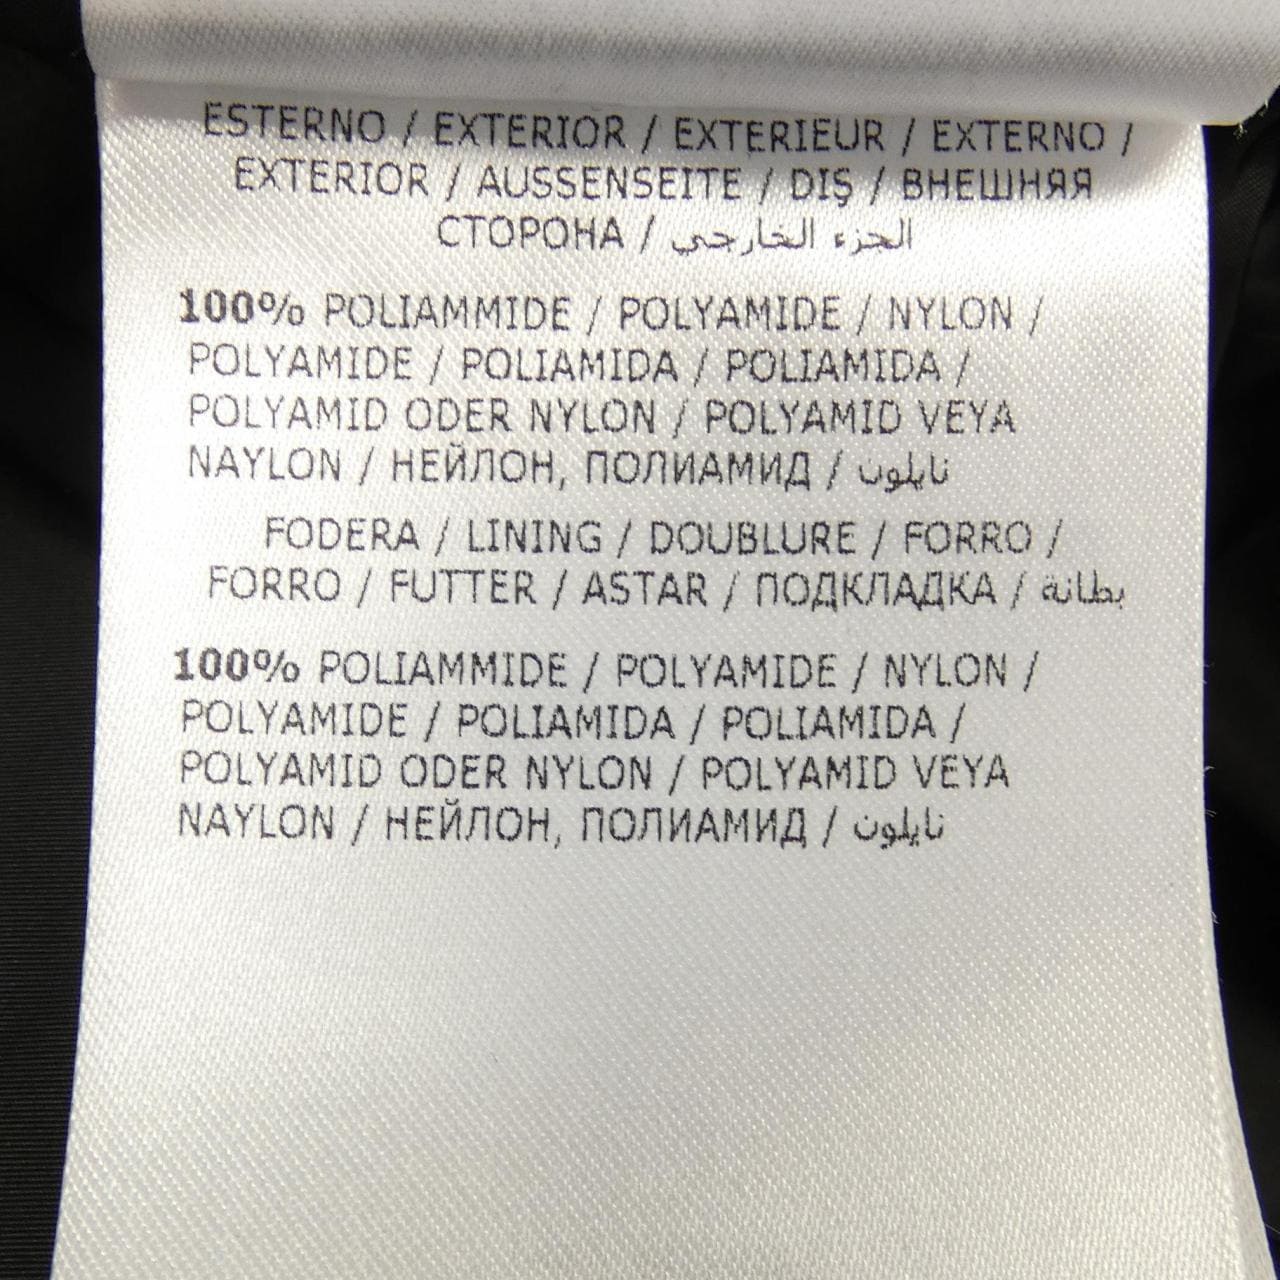 ESTERNO / EXTERIOR / EXTERIEUR / EXTERNO /
EXTERIOR / AUSSENSEITE / DIŞ / ВНЕШНЯЯ
СТОРОНА / الجزء الخارجي
100% POLIAMMIDE / POLYAMIDE / NYLON /
POLYAMIDE / POLIAMIDA / POLIAMIDA /
POLYAMID ODER NYLON / POLYAMID VEYA
NAYLON / НЕЙЛОН, ПОЛИАМИД / نايلون
FODERA / LINING / DOUBLURE / FORRO /
FORRO / FUTTER / ASTAR / ПОДКЛАДКА / بطانة
100% POLIAMMIDE / POLYAMIDE / NYLON /
POLYAMIDE / POLIAMIDA / POLIAMIDA /
POLYAMID ODER NYLON / POLYAMID VEYA
NAYLON / НЕЙЛОН, ПОЛИАМИД / نايلون